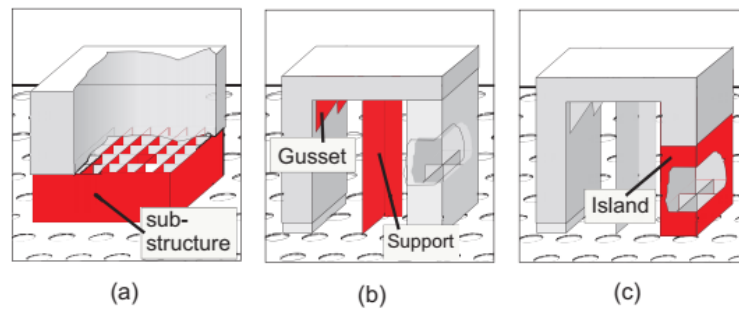 sub-
structure
Gusset
Support
Island
(a)
(b)
(c)